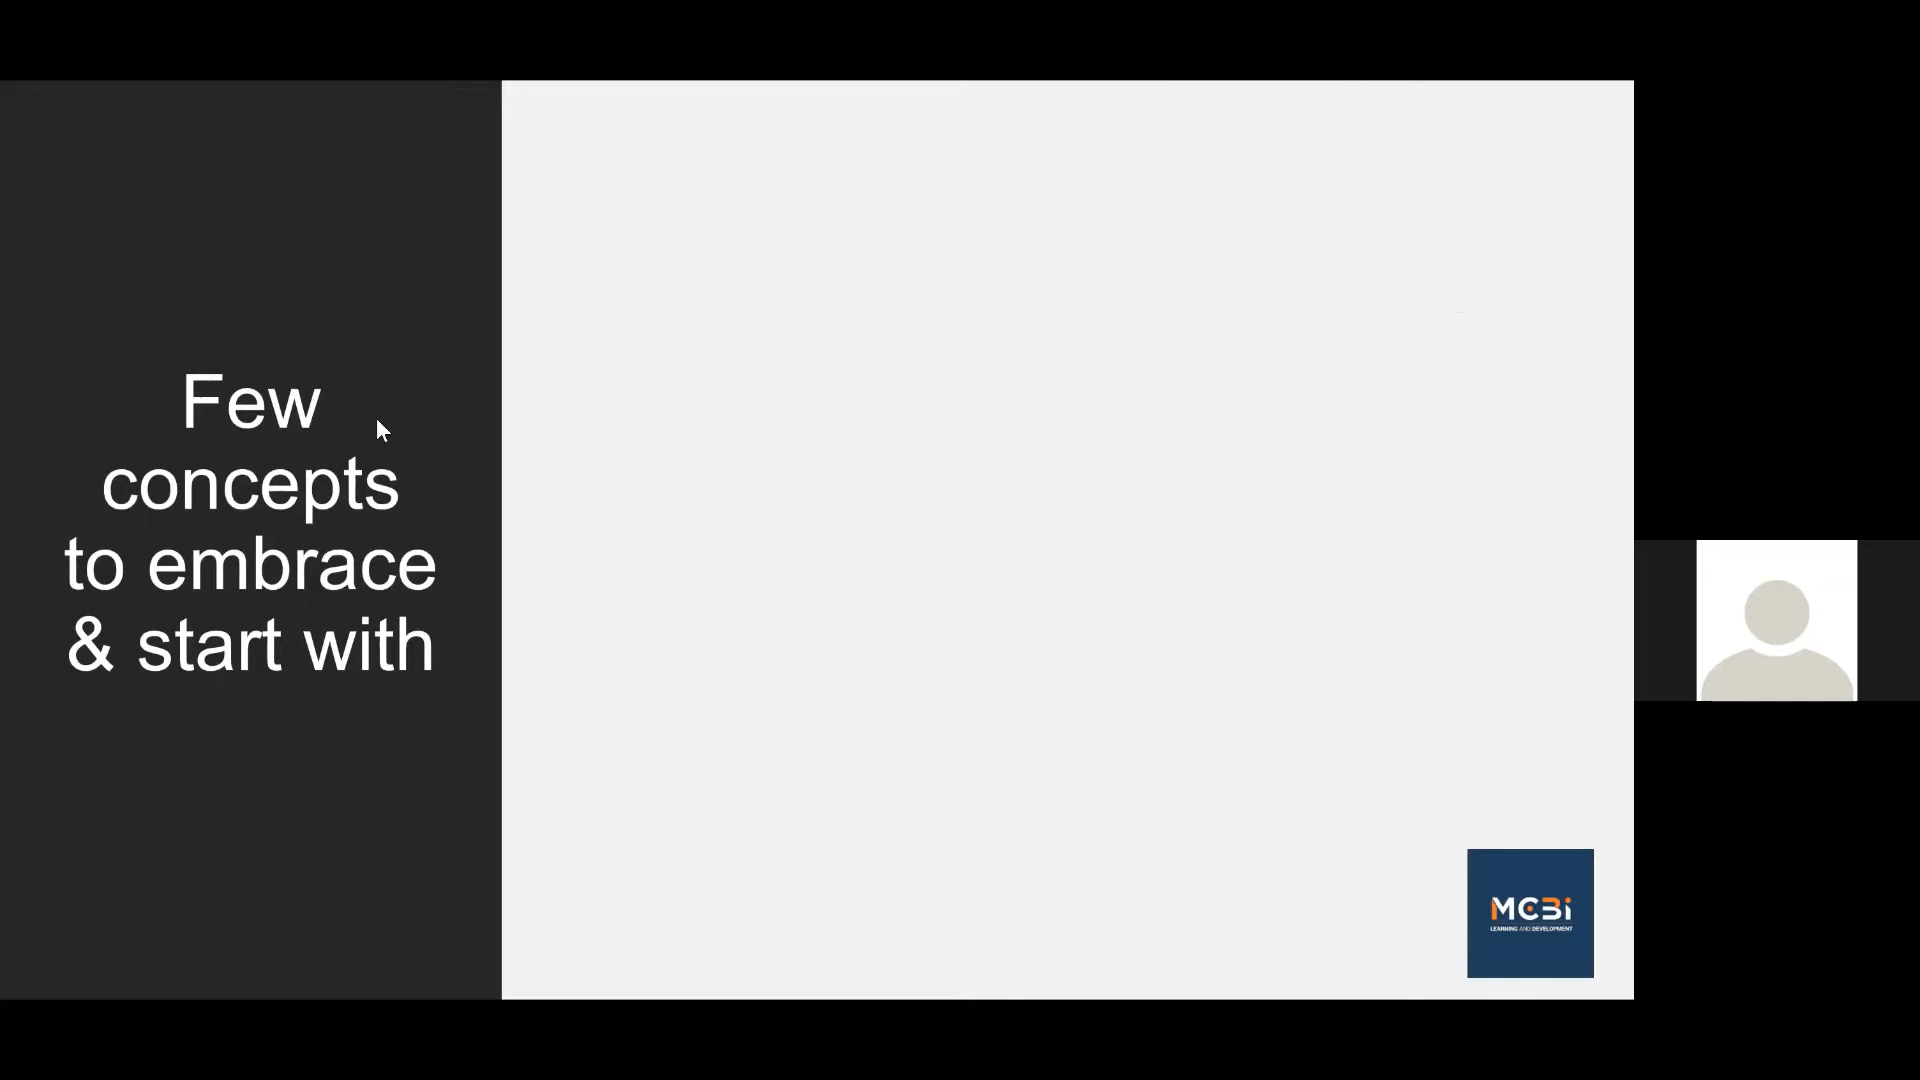 Few
concepts
to embrace
& start with
MCBi
LEARNING AND DEVELOPMENT